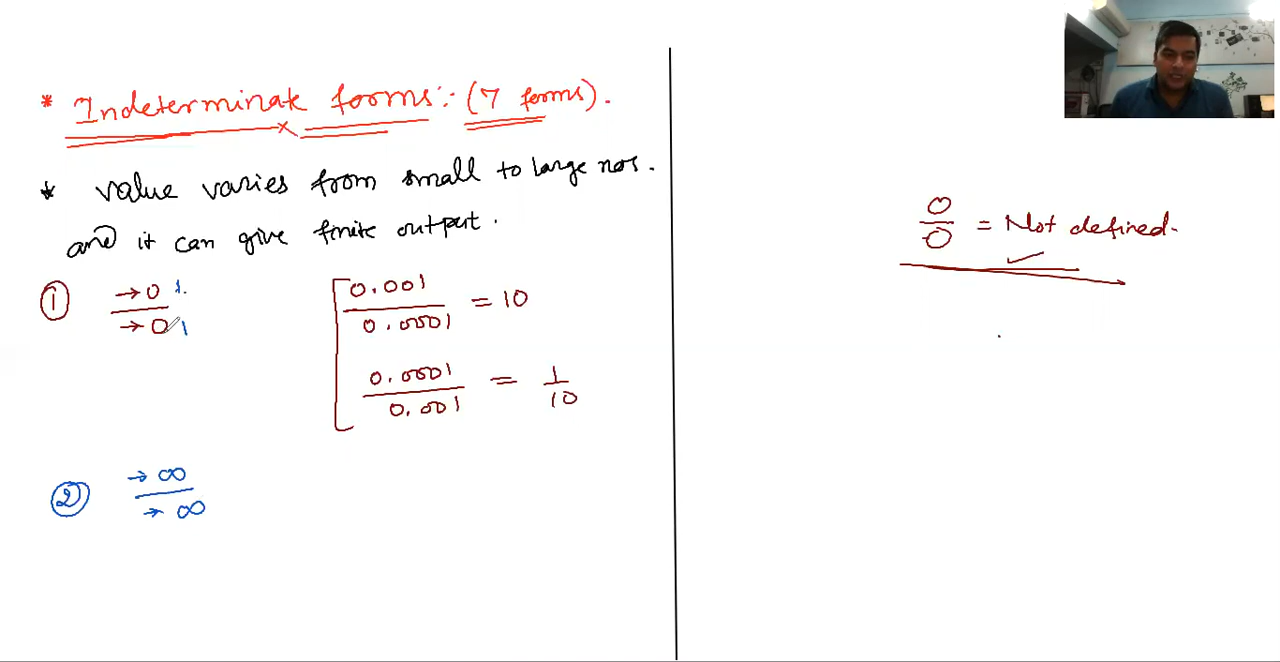 * Indeterminate forms:- (7 forms).
* Value varies from small to large nos.
and it can give finite output.
① →0 / →0
0.001 / 0.0001 = 10
0.0001 / 0.001 = 1 / 10
② →∞ / →∞
0 / 0 = Not defined.